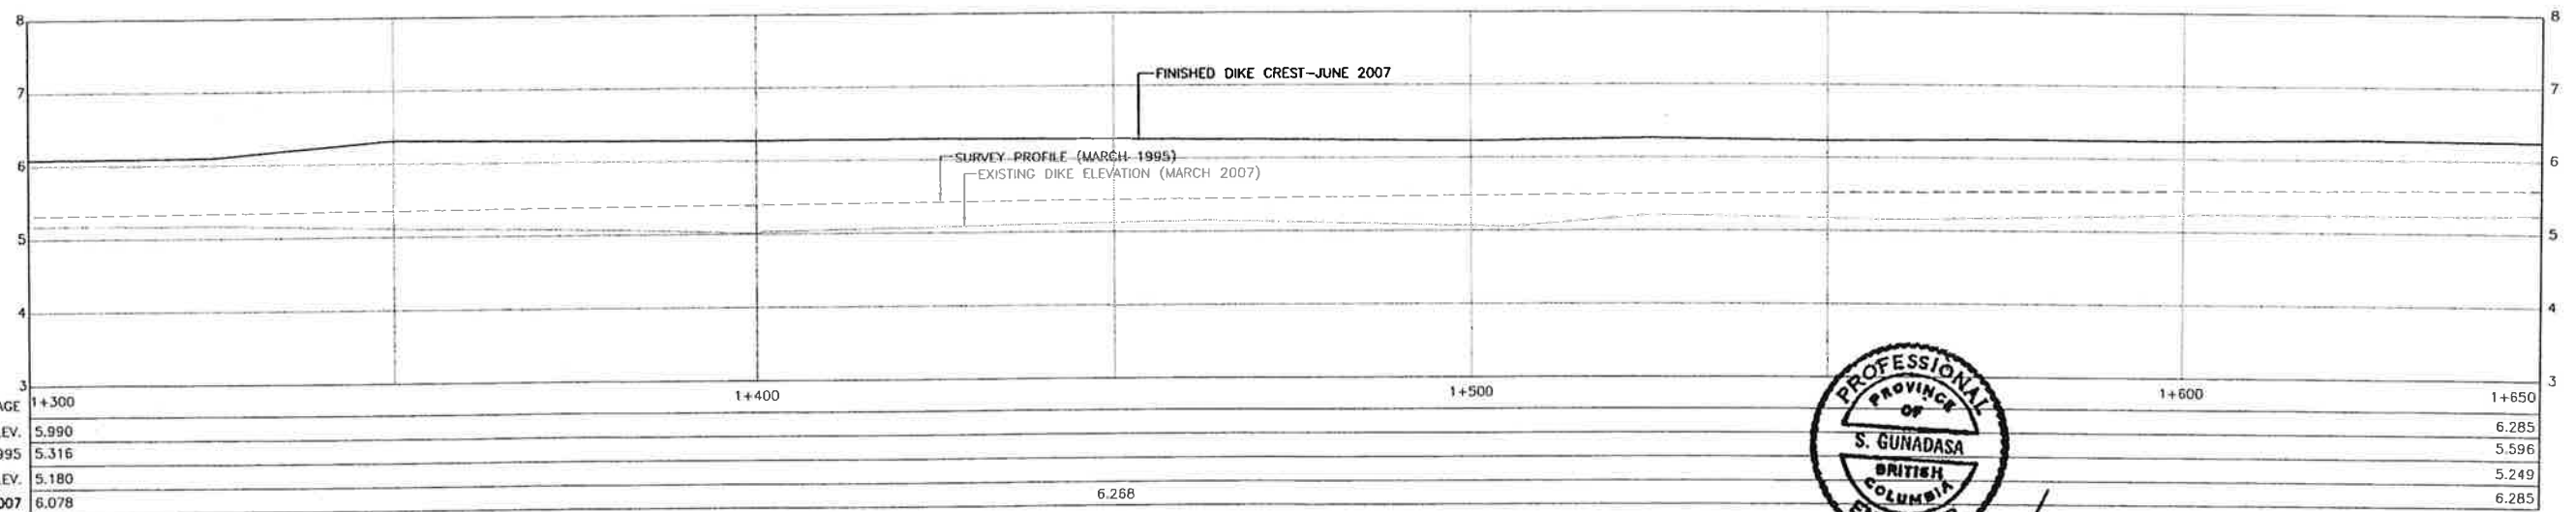 8
8
FINISHED DIKE CREST-JUNE 2007
7
7
6
SURVEY PROFILE (MARCH 1995)
6
EXISTING DIKE ELEVATION (MARCH 2007)
5
5
4
4
3
3
AGE 1+300 1+400 1+500 1+600 1+650
EV. 5.990 6.285
995 5.316 5.596
EV. 5.180 5.249
007 6.078 6.268 6.285
PROFESSIONAL
PROVINCE
OF
S. GUNADASA
BRITISH
COLUMBIA